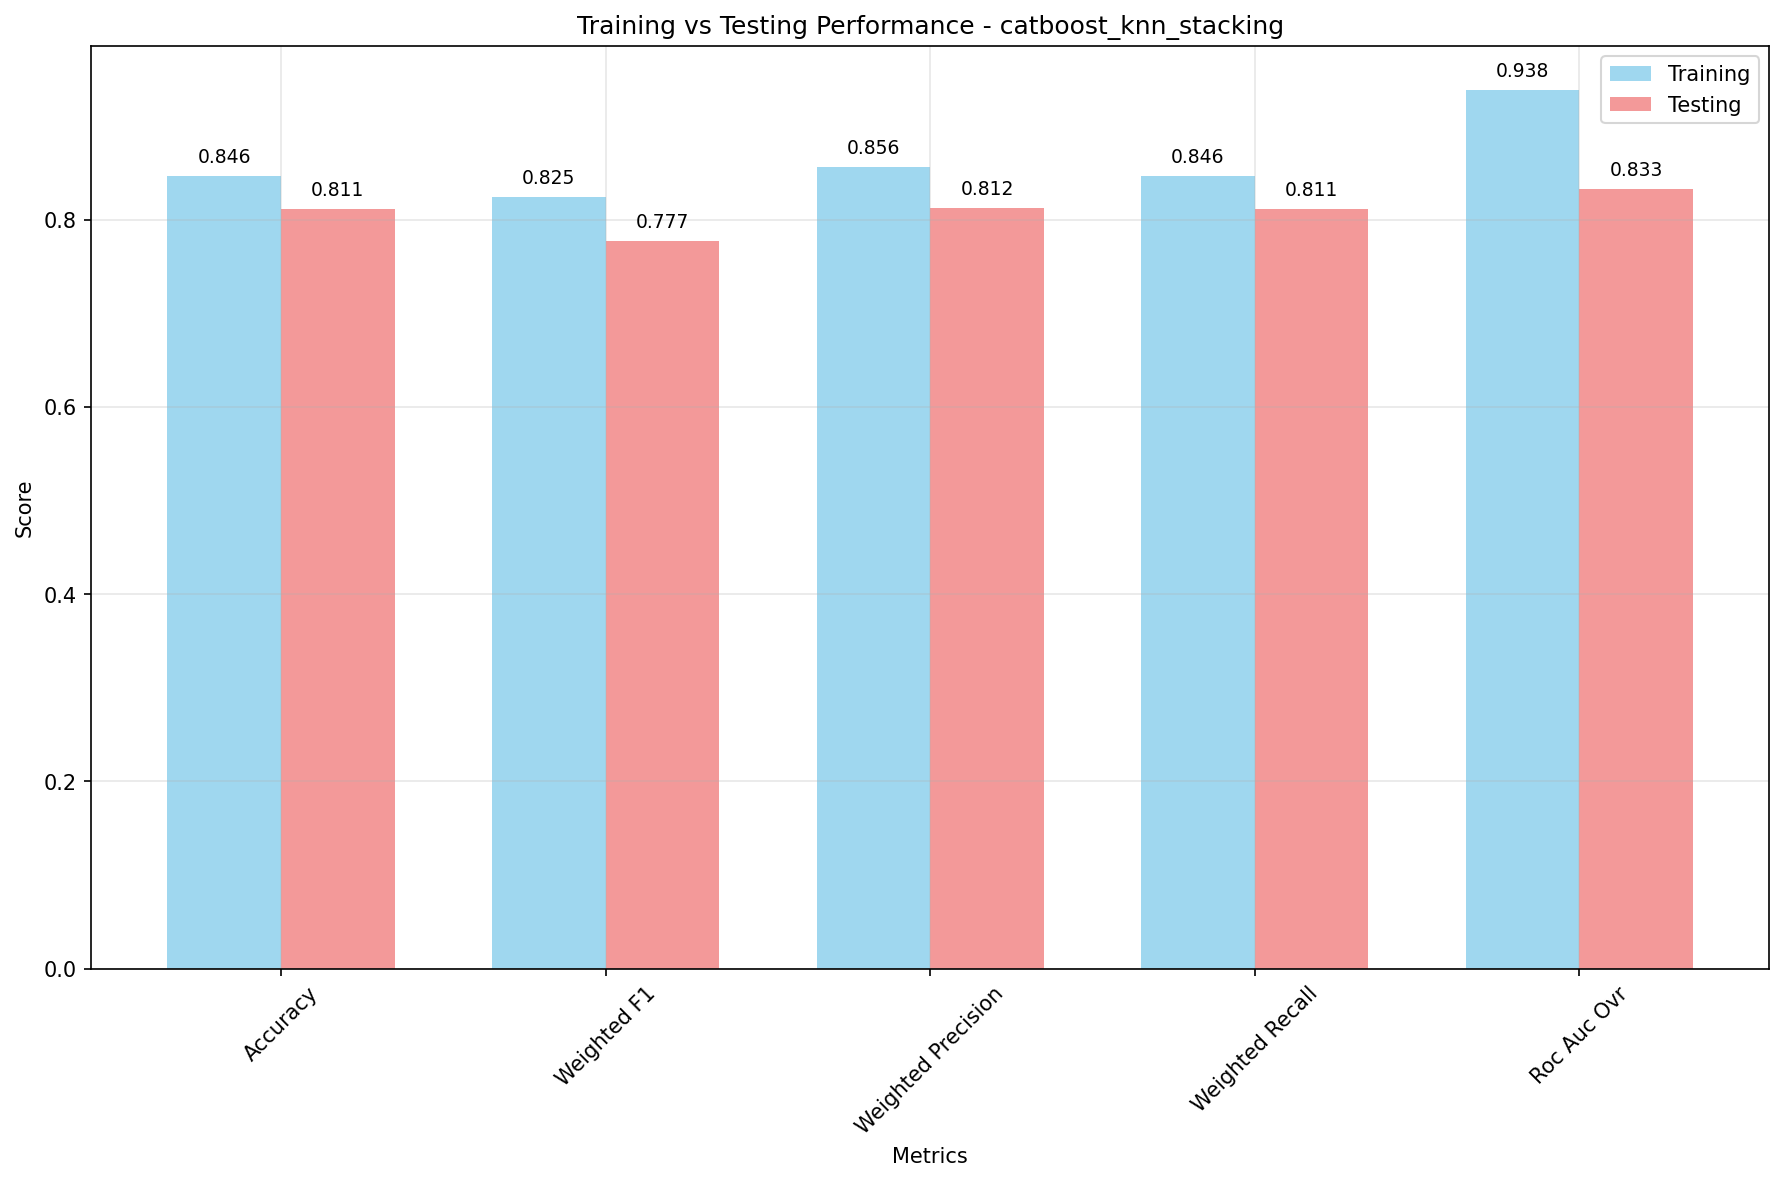 Training vs Testing Performance - catboost_knn_stacking
Training
Testing
0.938
0.856
0.846
0.846
0.833
0.825
0.811
0.812
0.811
0.777
Score
0.8
0.6
0.4
0.2
0.0
Accuracy
Weighted F1
Weighted Precision
Weighted Recall
Roc Auc Ovr
Metrics